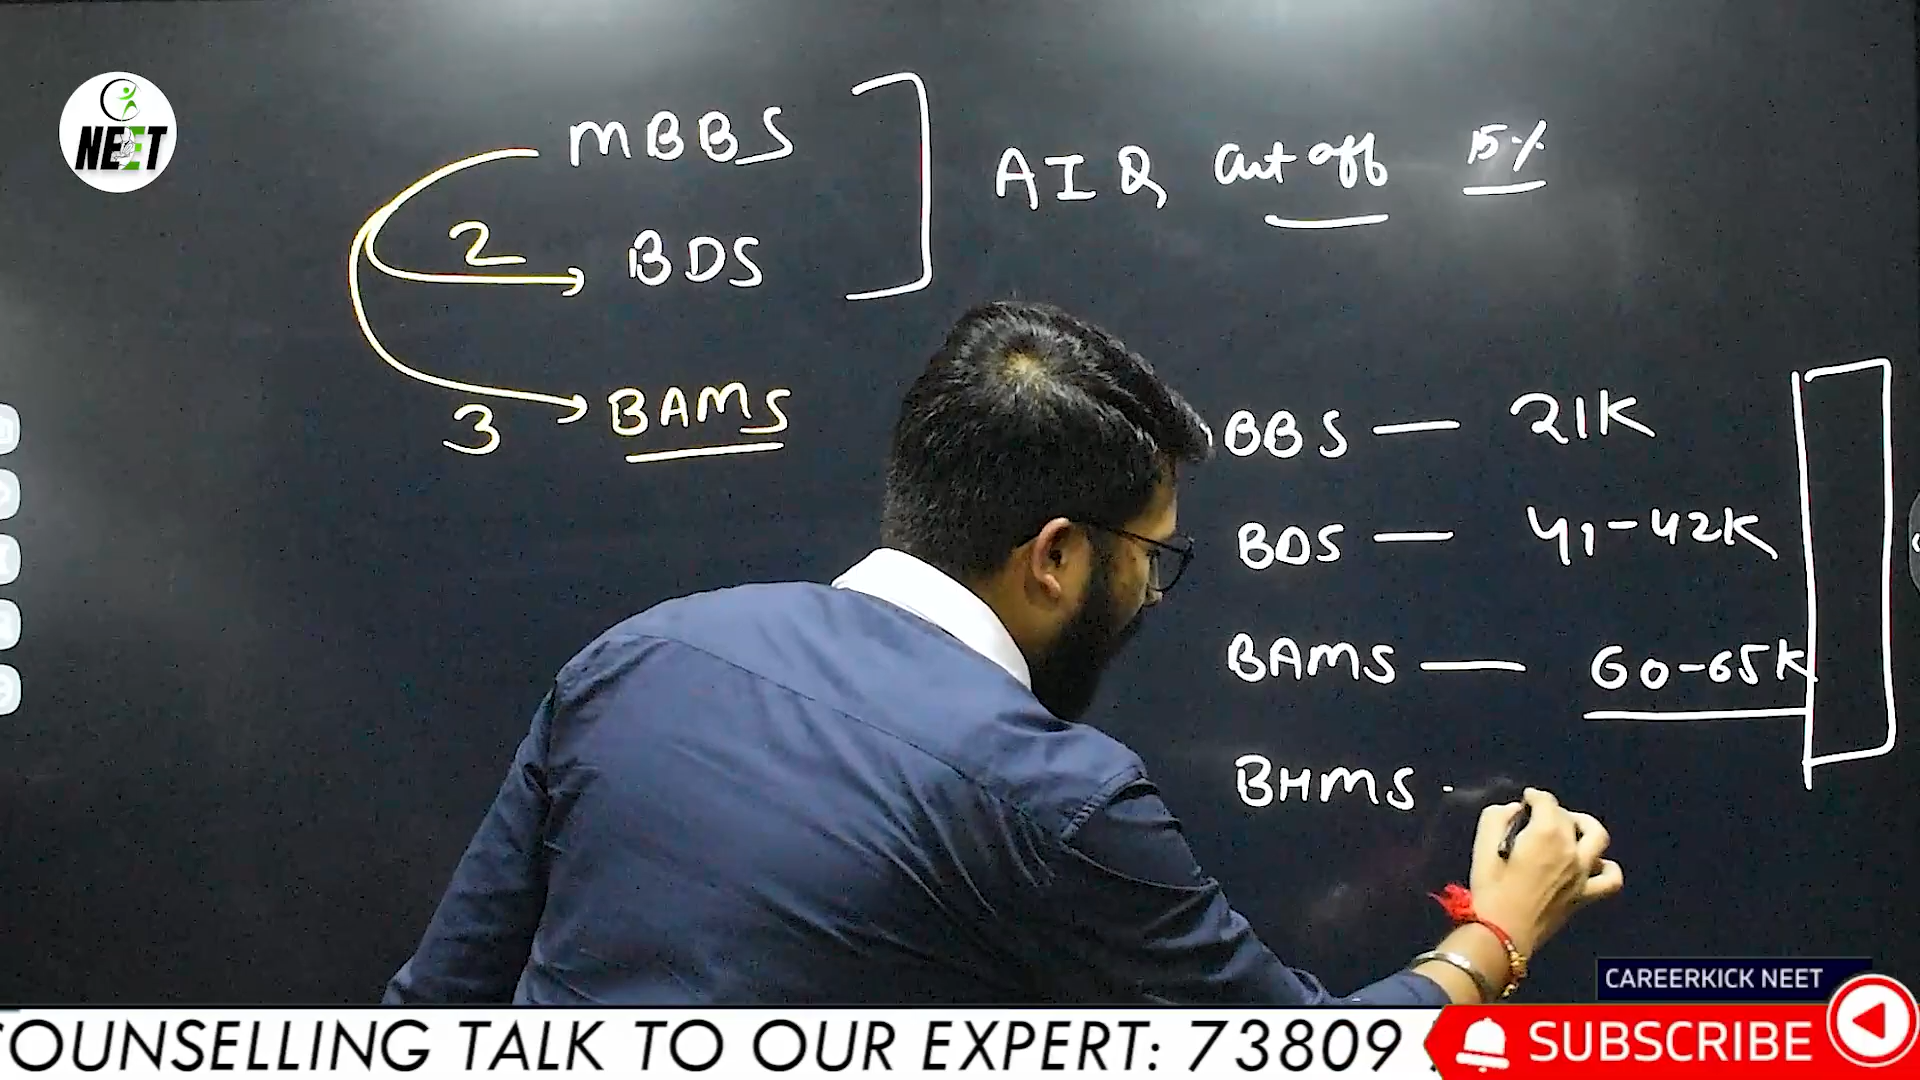 NEET
MBBS
AIQ Cut off 15%
2
BDS
3
BAMS
BBS — 21K
BDS — 41-42K
BAMS — 60-65K
BHMS
CAREERKICK NEET
OUNSELLING TALK TO OUR EXPERT: 73809
SUBSCRIBE